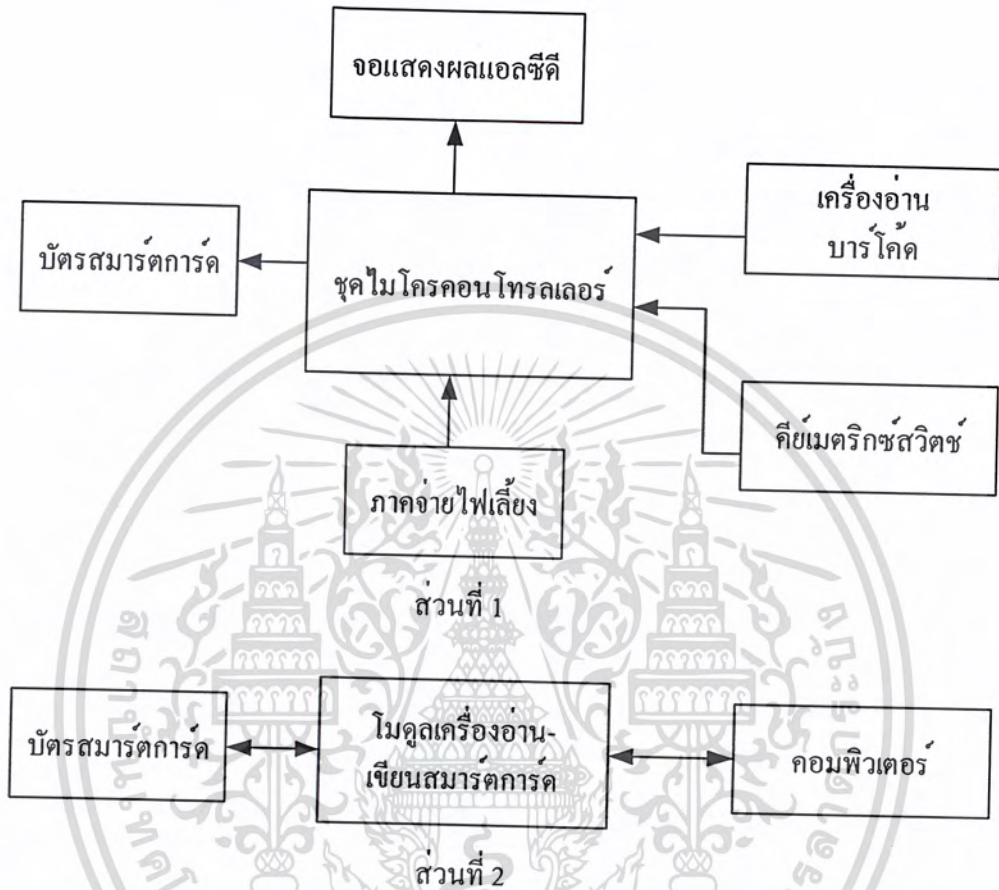 จอแสดงผลแอลซีดี
เครื่องอ่าน
บาร์โค้ด
บัตรสมาร์ตการ์ด
ชุดไมโครคอนโทรลเลอร์
คีย์เมตริกซ์สวิตช์
ภาคจ่ายไฟเลี้ยง
ส่วนที่ 1
บัตรสมาร์ตการ์ด
โมดูลเครื่องอ่าน-
เขียนสมาร์ตการ์ด
คอมพิวเตอร์
ส่วนที่ 2